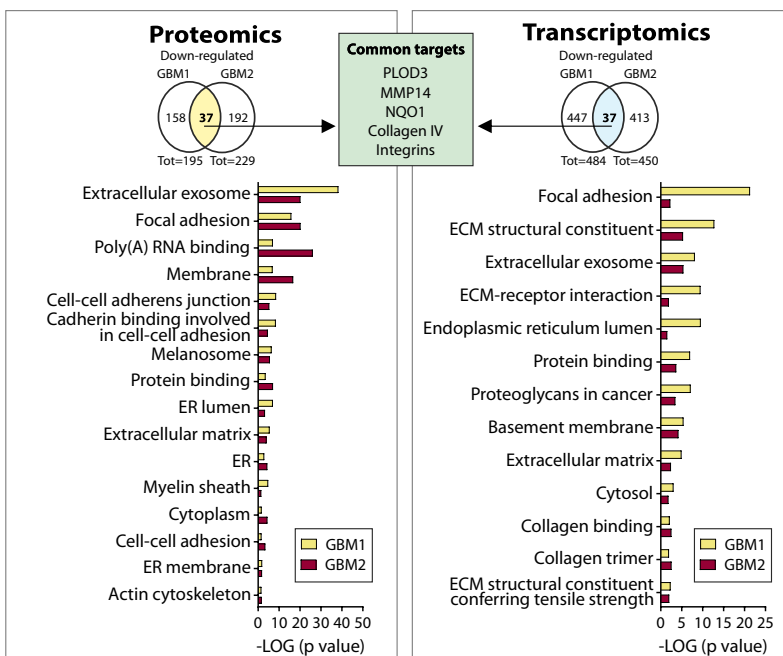 Proteomics
Down-regulated
GBM1 GBM2
158 37 192
Tot=195 Tot=229
Common targets
PLOD3
MMP14
NQO1
Collagen IV
Integrins
Transcriptomics
Down-regulated
GBM1 GBM2
447 37 413
Tot=484 Tot=450
Extracellular exosome
Focal adhesion
Poly(A) RNA binding
Membrane
Cell-cell adherens junction
Cadherin binding involved
in cell-cell adhesion
Melanosome
Protein binding
ER lumen
Extracellular matrix
ER
Myelin sheath
Cytoplasm
Cell-cell adhesion
ER membrane
Actin cytoskeleton
GBM1
GBM2
0 10 20 30 40 50
-LOG (p value)
Focal adhesion
ECM structural constituent
Extracellular exosome
ECM-receptor interaction
Endoplasmic reticulum lumen
Protein binding
Proteoglycans in cancer
Basement membrane
Extracellular matrix
Cytosol
Collagen binding
Collagen trimer
ECM structural constituent
conferring tensile strength
GBM1
GBM2
0 5 10 15 20 25
-LOG (p value)